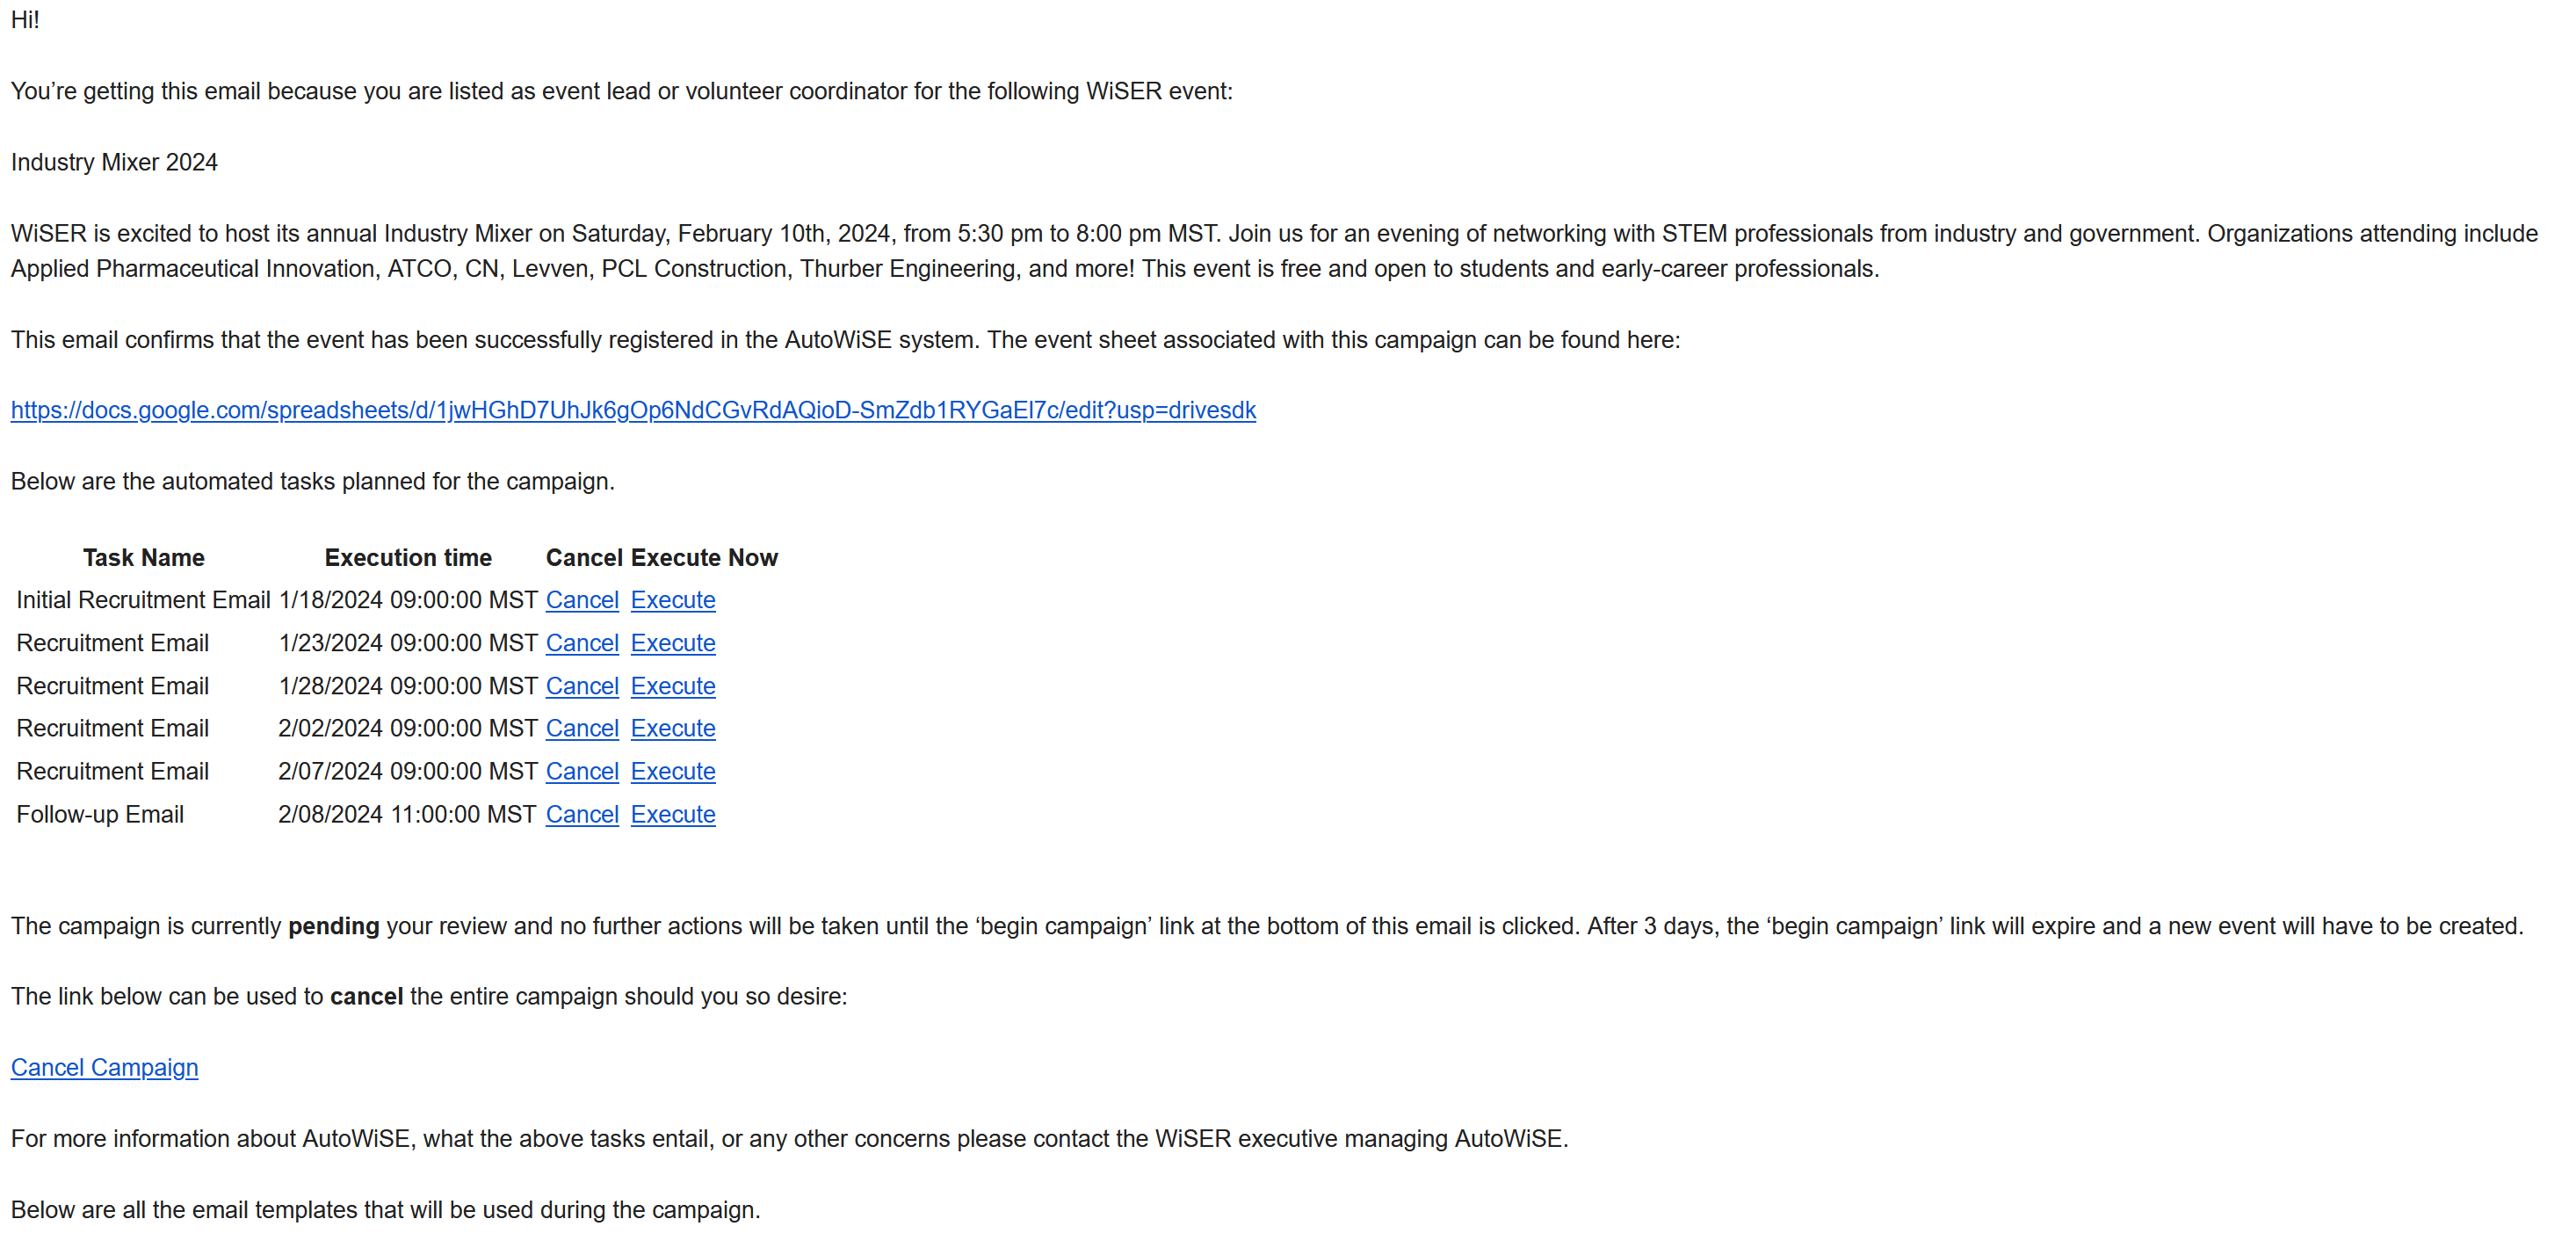 Hi!
You’re getting this email because you are listed as event lead or volunteer coordinator for the following WiSER event:
Industry Mixer 2024
WiSER is excited to host its annual Industry Mixer on Saturday, February 10th, 2024, from 5:30 pm to 8:00 pm MST. Join us for an evening of networking with STEM professionals from industry and government. Organizations attending include
Applied Pharmaceutical Innovation, ATCO, CN, Levven, PCL Construction, Thurber Engineering, and more! This event is free and open to students and early-career professionals.
This email confirms that the event has been successfully registered in the AutoWiSE system. The event sheet associated with this campaign can be found here:
https://docs.google.com/spreadsheets/d/1jwHGhD7UhJk6gOp6NdCGvRdAQioD-SmZdb1RYGaEl7c/edit?usp=drivesdk
Below are the automated tasks planned for the campaign.
Task Name Execution time Cancel Execute Now
Initial Recruitment Email 1/18/2024 09:00:00 MST Cancel Execute
Recruitment Email 1/23/2024 09:00:00 MST Cancel Execute
Recruitment Email 1/28/2024 09:00:00 MST Cancel Execute
Recruitment Email 2/02/2024 09:00:00 MST Cancel Execute
Recruitment Email 2/07/2024 09:00:00 MST Cancel Execute
Follow-up Email 2/08/2024 11:00:00 MST Cancel Execute
The campaign is currently pending your review and no further actions will be taken until the ‘begin campaign’ link at the bottom of this email is clicked. After 3 days, the ‘begin campaign’ link will expire and a new event will have to be created.
The link below can be used to cancel the entire campaign should you so desire:
Cancel Campaign
For more information about AutoWiSE, what the above tasks entail, or any other concerns please contact the WiSER executive managing AutoWiSE.
Below are all the email templates that will be used during the campaign.